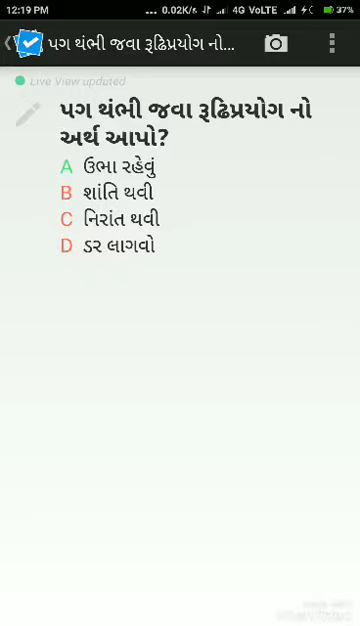 12:19 PM ... 0.02K/s 4G VoLTE 37%
પગ થંભી જવા રૂઢિપ્રયોગ નો...
Live View updated
પગ થંભી જવા રૂઢિપ્રયોગ નો
અર્થ આપો?
A ઉભા રહેવું
B શાંતિ થવી
C નિરાંત થવી
D ડર લાગવો